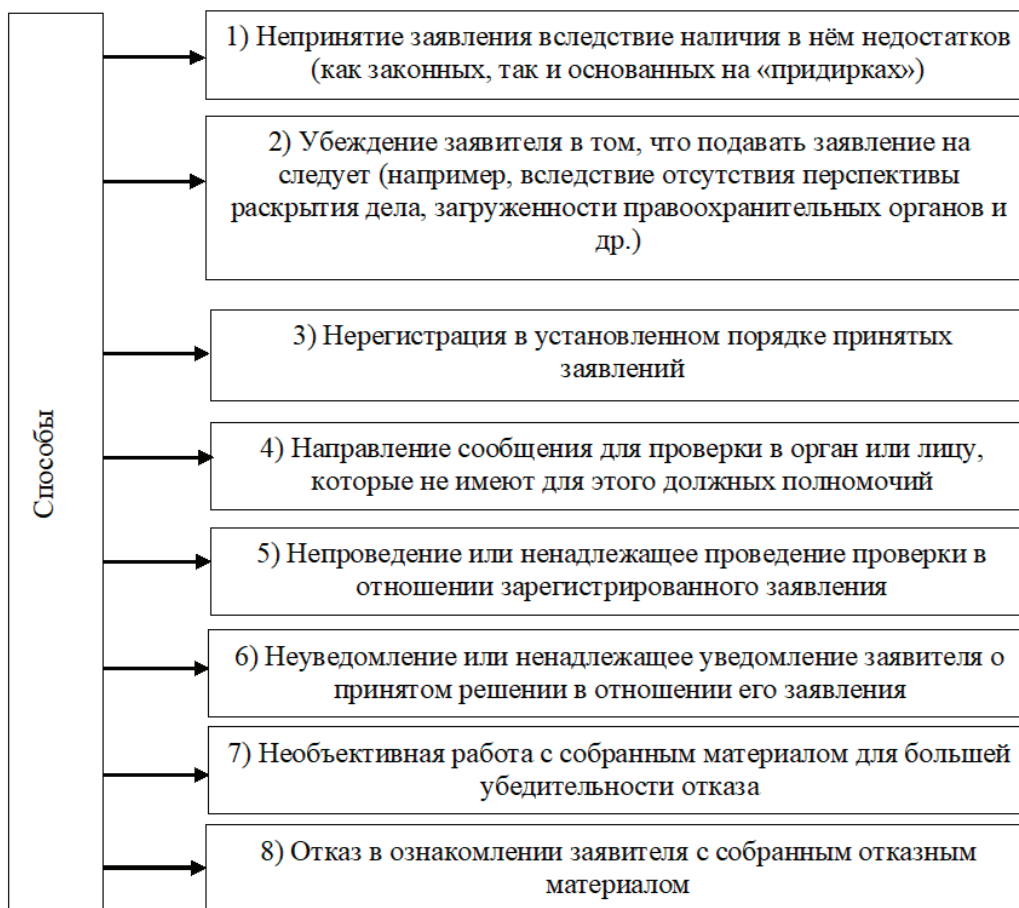 Способы
1) Непринятие заявления вследствие наличия в нём недостатков
(как законных, так и основанных на «придирках»)
2) Убеждение заявителя в том, что подавать заявление на
следует (например, вследствие отсутствия перспективы
раскрытия дела, загруженности правоохранительных органов и
др.)
3) Нерегистрация в установленном порядке принятых
заявлений
4) Направление сообщения для проверки в орган или лицу,
которые не имеют для этого должных полномочий
5) Непроведение или ненадлежащее проведение проверки в
отношении зарегистрированного заявления
6) Неуведомление или ненадлежащее уведомление заявителя о
принятом решении в отношении его заявления
7) Необъективная работа с собранным материалом для большей
убедительности отказа
8) Отказ в ознакомлении заявителя с собранным отказным
материалом